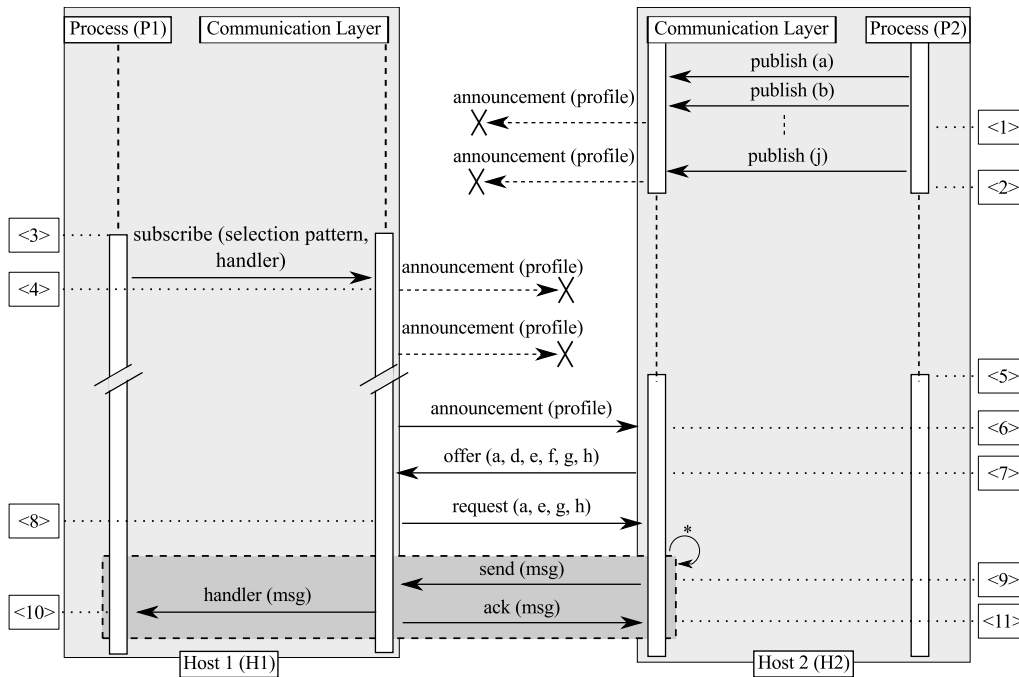 Process (P1)
Communication Layer
Communication Layer
Process (P2)
publish (a)
publish (b)
announcement (profile)
<1>
publish (j)
announcement (profile)
<2>
<3>
subscribe (selection pattern,
handler)
announcement (profile)
<4>
announcement (profile)
<5>
announcement (profile)
<6>
offer (a, d, e, f, g, h)
<7>
request (a, e, g, h)
<8>
*
send (msg)
<9>
handler (msg)
<10>
ack (msg)
<11>
Host 1 (H1)
Host 2 (H2)